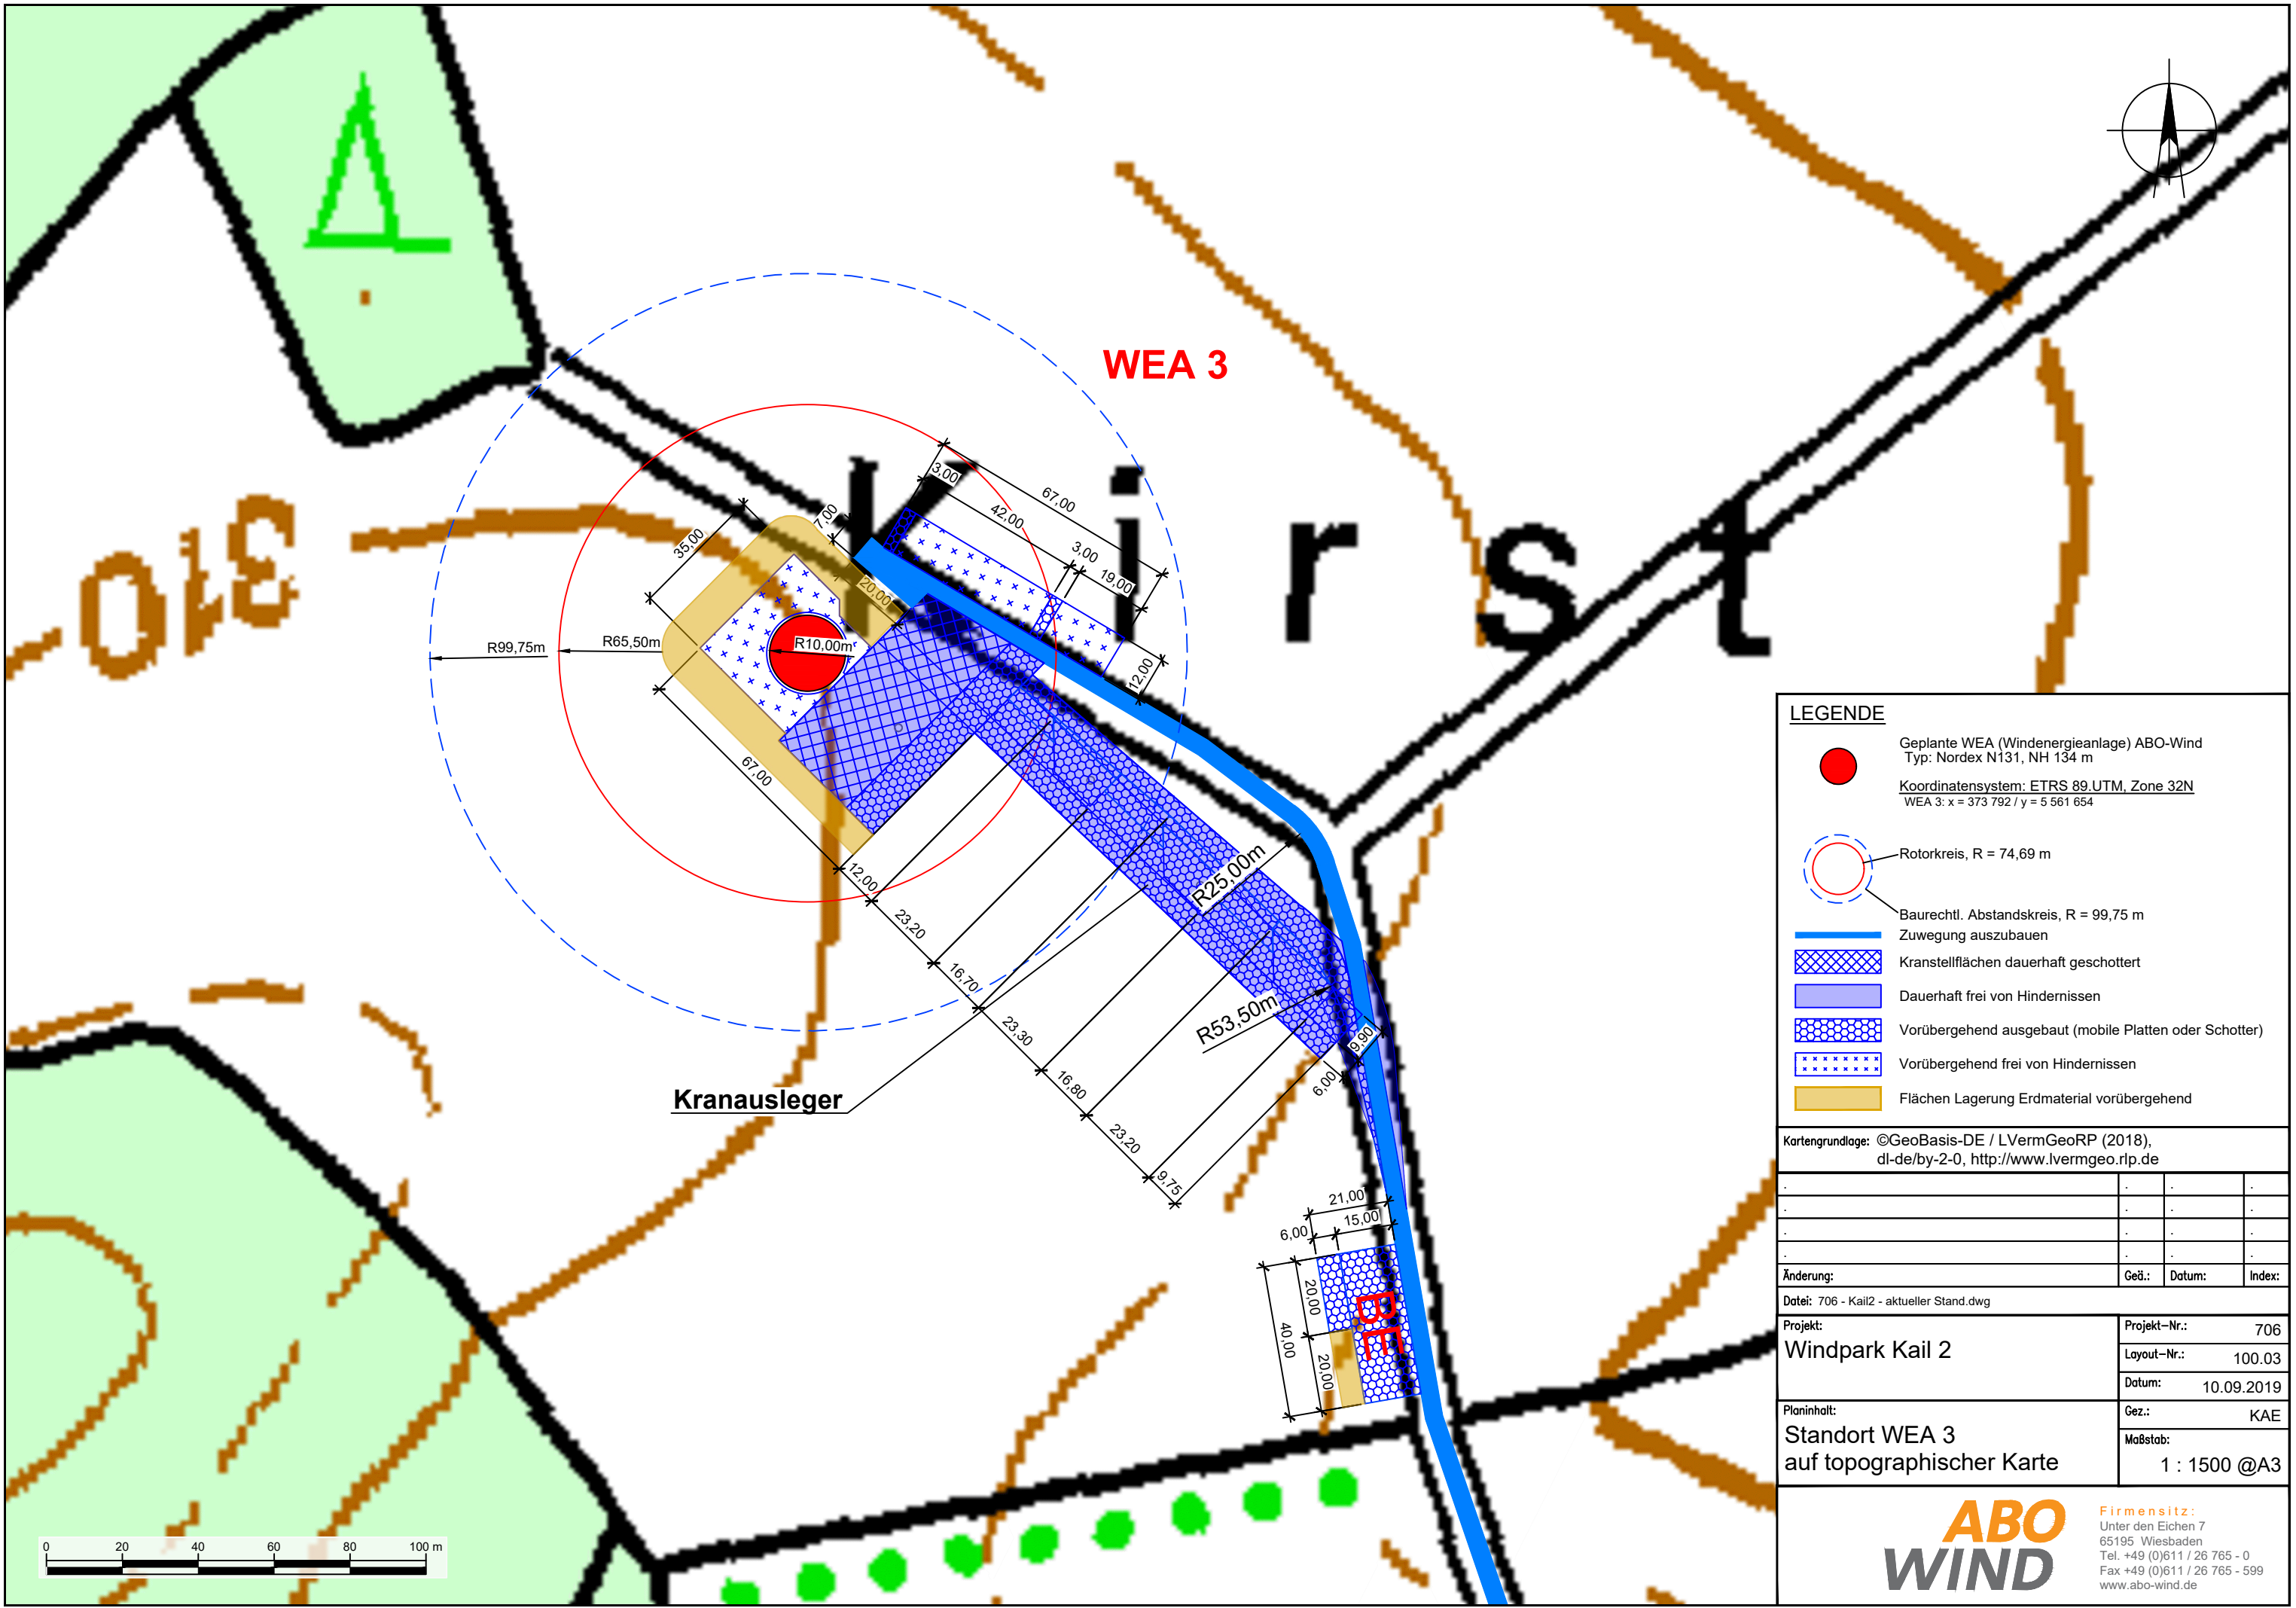 WEA 3
K i r s t
310
3,00
67,00
42,00
3,00
19,00
12,00
7,00
20,00
35,00
R99,75m
R65,50m
R10,00m
67,00
12,00
23,20
16,70
23,30
16,80
23,20
9,75
R25,00m
R53,50m
9,90
6,00
Kranausleger
21,00
15,00
6,00
20,00
40,00
20,00
BE
0 20 40 60 80 100 m
LEGENDE
Geplante WEA (Windenergieanlage) ABO-Wind
Typ: Nordex N131, NH 134 m
Koordinatensystem: ETRS 89.UTM, Zone 32N
WEA 3: x = 373 792 / y = 5 561 654
Rotorkreis, R = 74,69 m
Baurechtl. Abstandskreis, R = 99,75 m
Zuwegung auszubauen
Kranstellflächen dauerhaft geschottert
Dauerhaft frei von Hindernissen
Vorübergehend ausgebaut (mobile Platten oder Schotter)
Vorübergehend frei von Hindernissen
Flächen Lagerung Erdmaterial vorübergehend
Kartengrundlage: ©GeoBasis-DE / LVermGeoRP (2018),
dl-de/by-2-0, http://www.lvermgeo.rlp.de
Änderung: Geä.: Datum: Index:
Datei: 706 - Kail2 - aktueller Stand.dwg
Projekt:
Windpark Kail 2
Projekt-Nr.: 706
Layout-Nr.: 100.03
Datum: 10.09.2019
Planinhalt:
Standort WEA 3
auf topographischer Karte
Gez.: KAE
Maßstab:
1 : 1500 @A3
ABO
WIND
Firmensitz:
Unter den Eichen 7
65195 Wiesbaden
Tel. +49 (0)611 / 26 765 - 0
Fax +49 (0)611 / 26 765 - 599
www.abo-wind.de